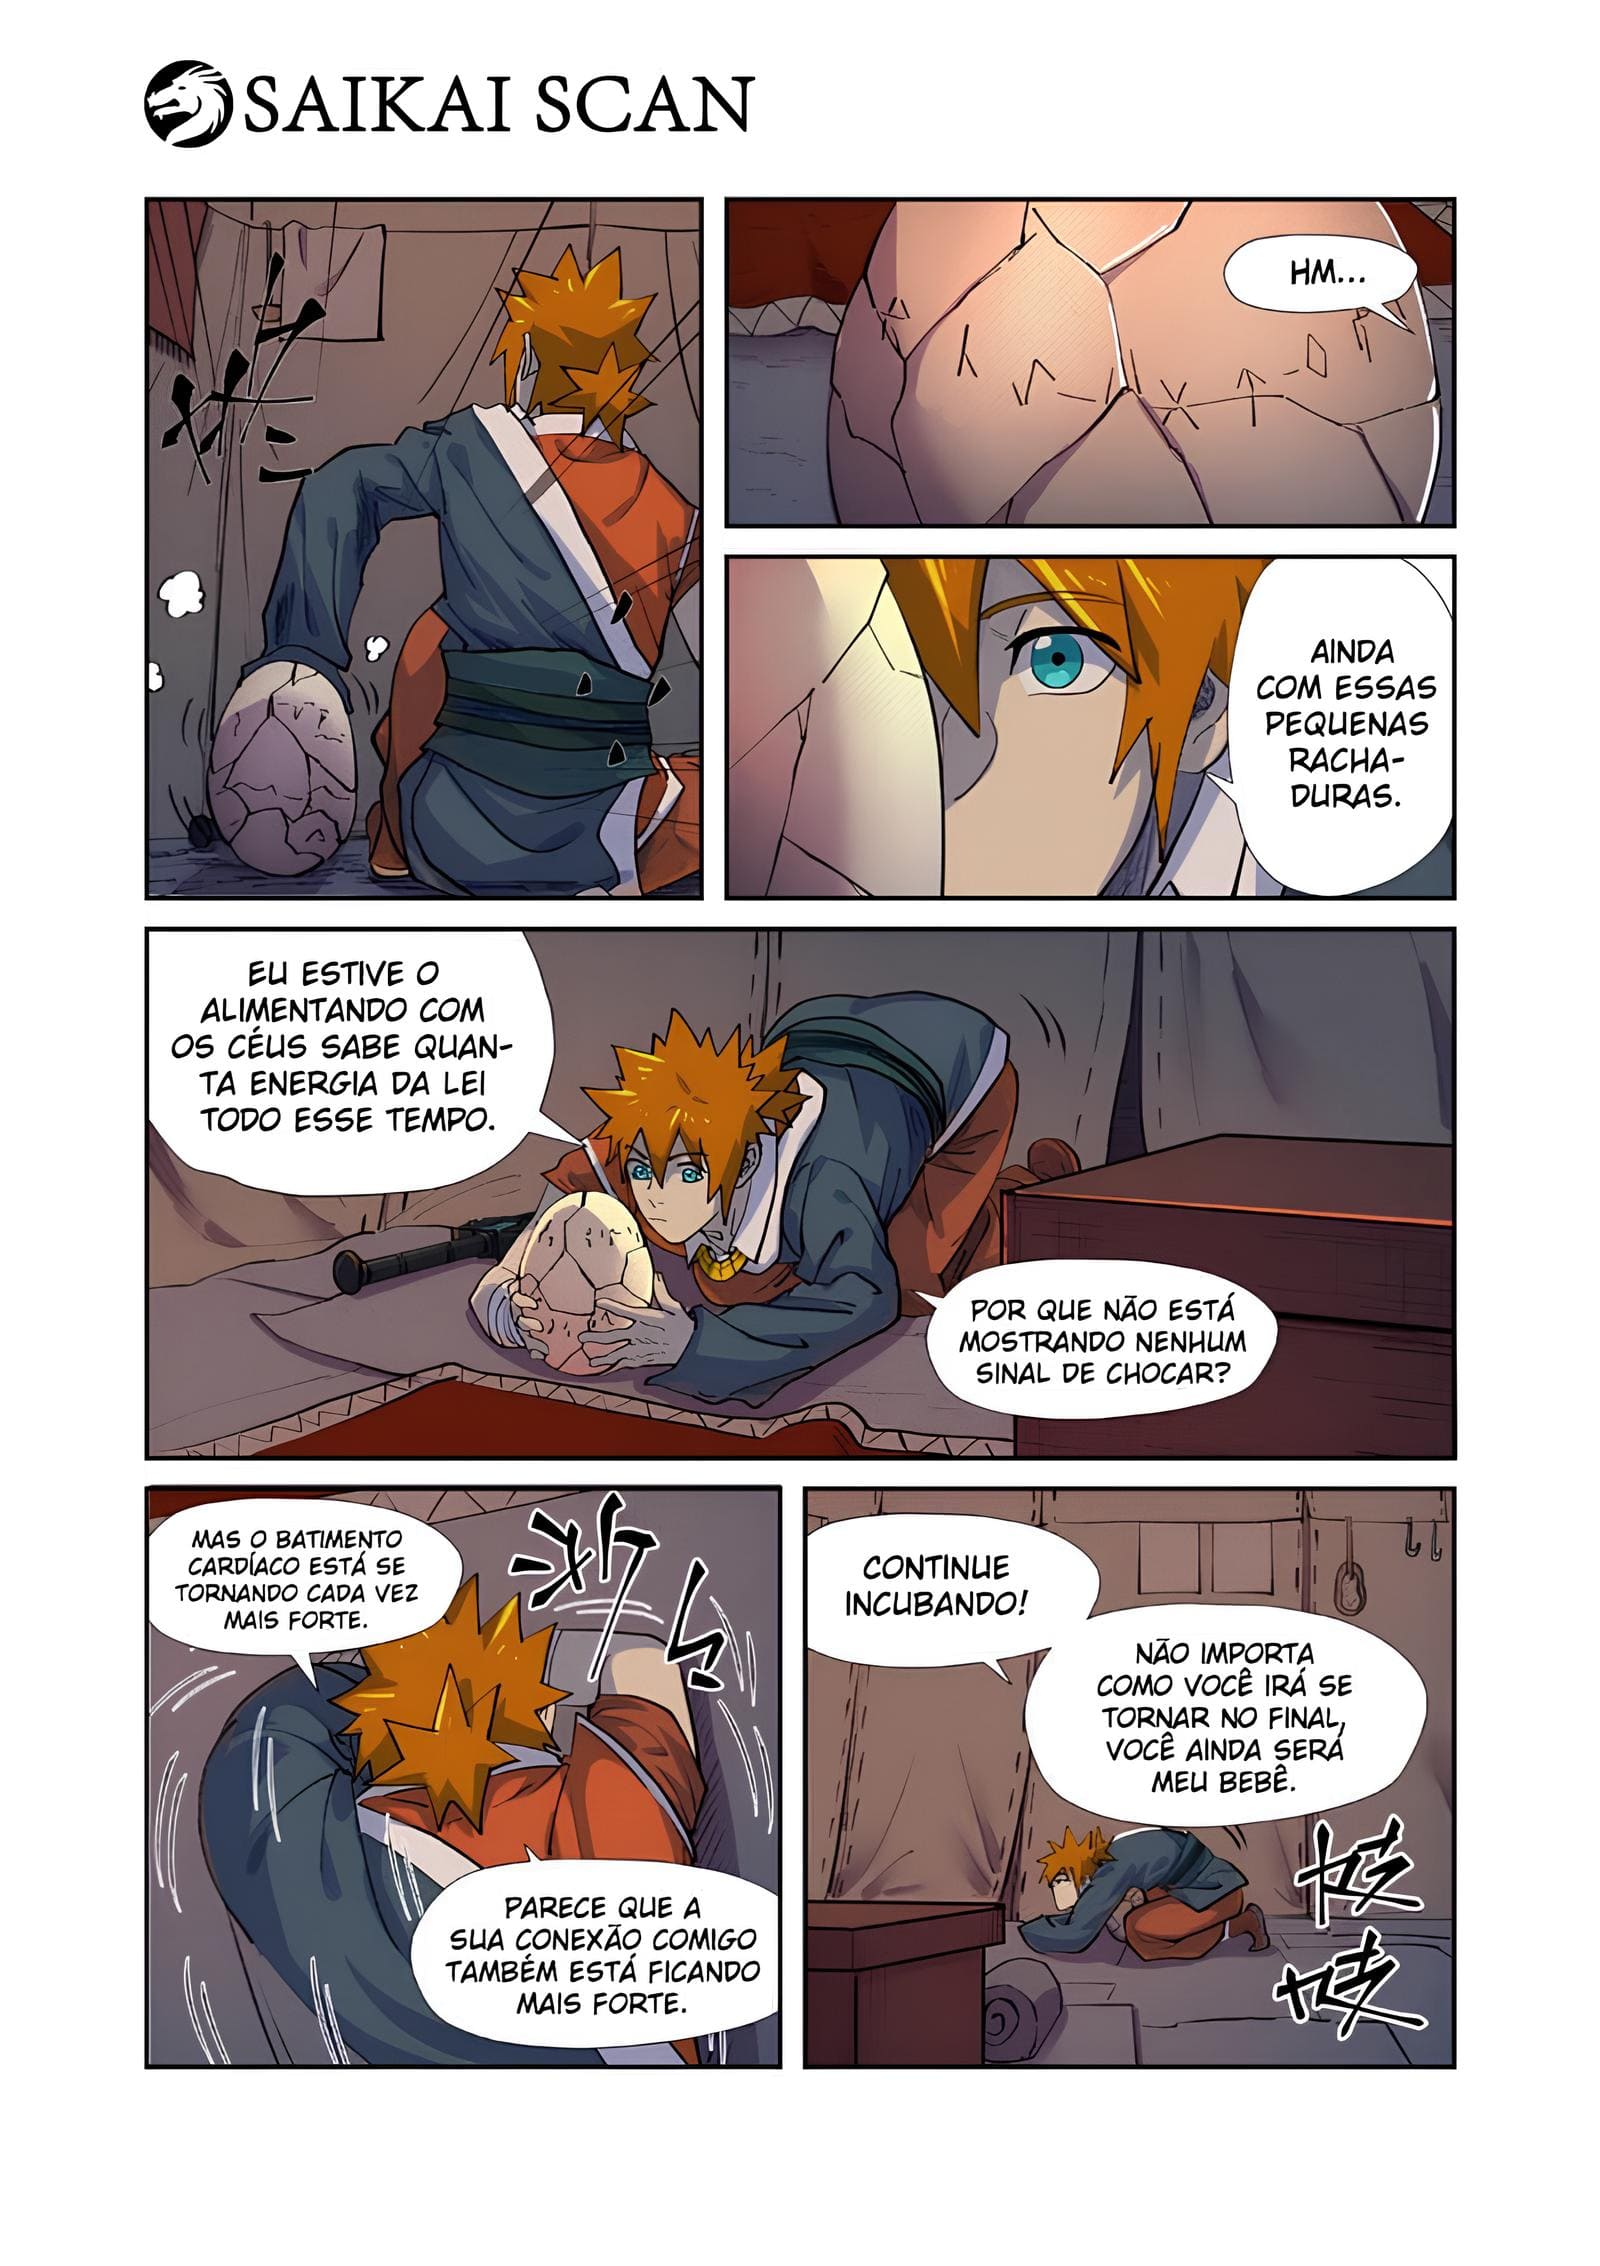 SAIKAI SCAN
HM...
AINDA
COM ESSAS
PEQUENAS
RACHA-
DURAS.
EU ESTIVE O
ALIMENTANDO COM
OS CÉUS SABE QUAN-
TA ENERGIA DA LEI
TODO ESSE TEMPO.
POR QUE NÃO ESTÁ
MOSTRANDO NENHUM
SINAL DE CHOCAR?
MAS O BATIMENTO
CARDÍACO ESTÁ SE
TORNANDO CADA VEZ
MAIS FORTE.
PARECE QUE A
SUA CONEXÃO COMIGO
TAMBÉM ESTÁ FICANDO
MAIS FORTE.
CONTINUE
INCUBANDO!
NÃO IMPORTA
COMO VOCÊ IRÁ SE
TORNAR NO FINAL,
VOCÊ AINDA SERÁ
MEU BEBÊ.